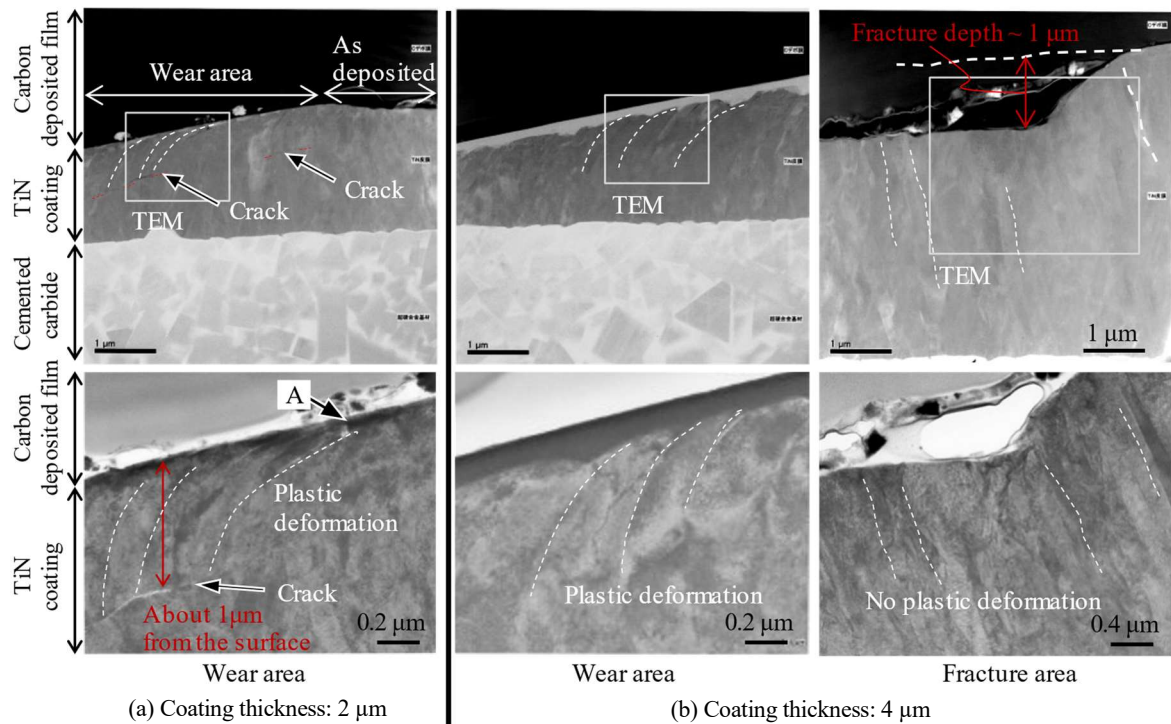 Carbon
deposited film
TiN
coating
Cemented
carbide
Carbon
deposited film
TiN
coating
Wear area
As
deposited
Crack
Crack
TEM
1 μm
A
Plastic
deformation
Crack
About 1μm
from the surface
0.2 μm
Wear area
(a) Coating thickness: 2 μm
TEM
1 μm
Fracture depth ~ 1 μm
TEM
1 μm
1 μm
Plastic deformation
0.2 μm
Wear area
No plastic deformation
0.4 μm
Fracture area
(b) Coating thickness: 4 μm